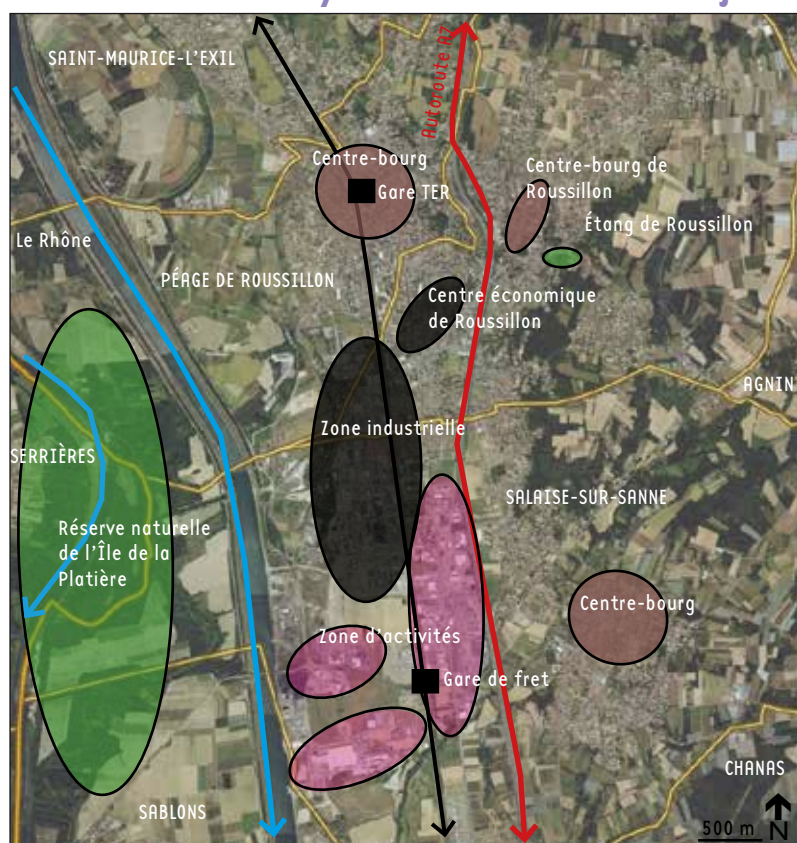 SAINT-MAURICE-L'EXIL
Autoroute A7
Centre-bourg
Gare TER
Centre-bourg de
Roussillon
Étang de Roussillon
Le Rhône
PÉAGE DE ROUSSILLON
Centre économique
de Roussillon
AGNIN
Zone industrielle
SERRIÈRES
SALAISE-SUR-SANNE
Réserve naturelle
de l'Île de la
Platière
Centre-bourg
Zone d'activités
Gare de fret
CHANAS
SABLONS
500 m
N